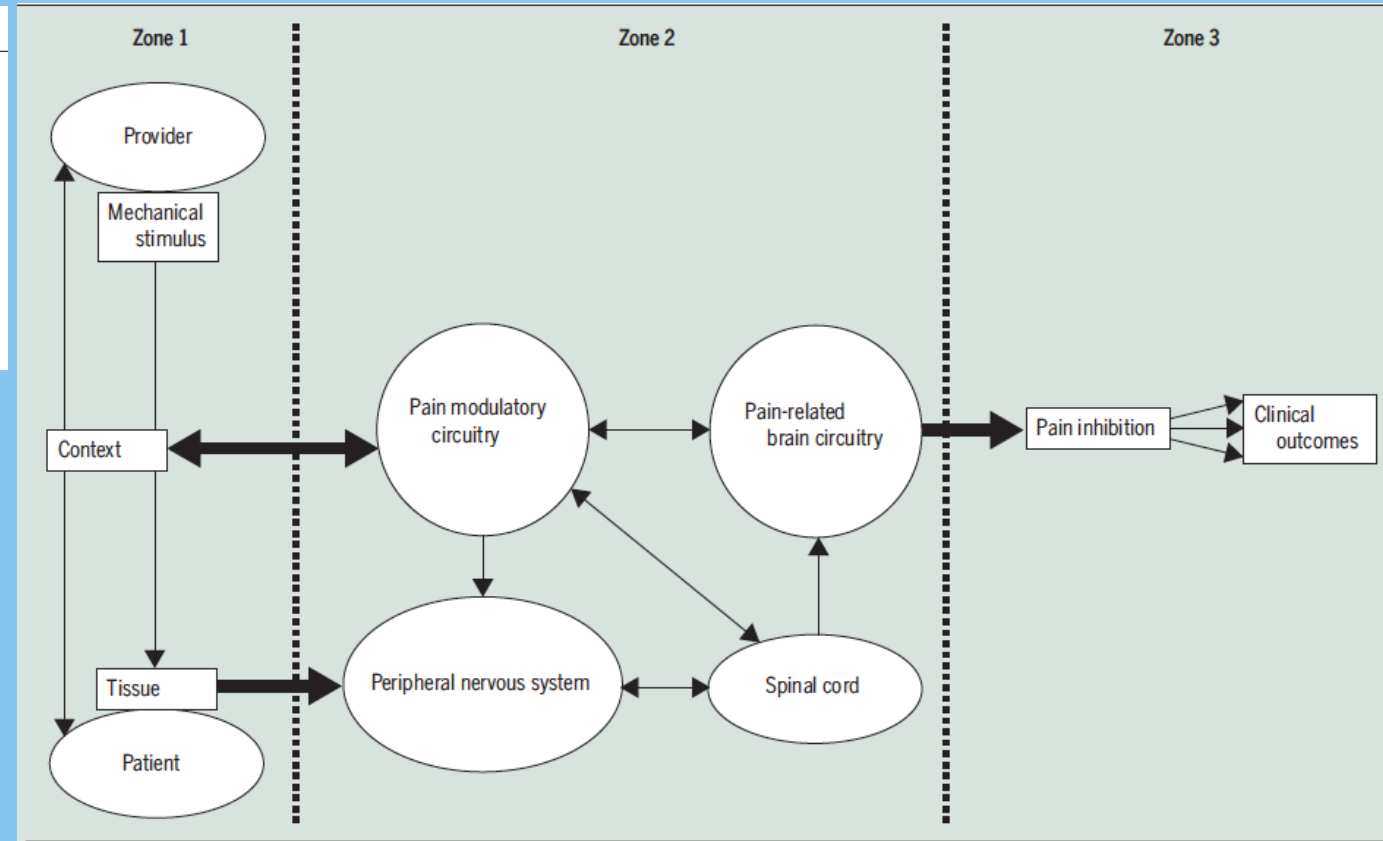 Zone 1
Zone 2
Zone 3
Provider
Mechanical
stimulus
Context
Tissue
Patient
Pain modulatory
circuitry
Peripheral nervous system
Pain-related
brain circuitry
Spinal cord
Pain inhibition
Clinical
outcomes